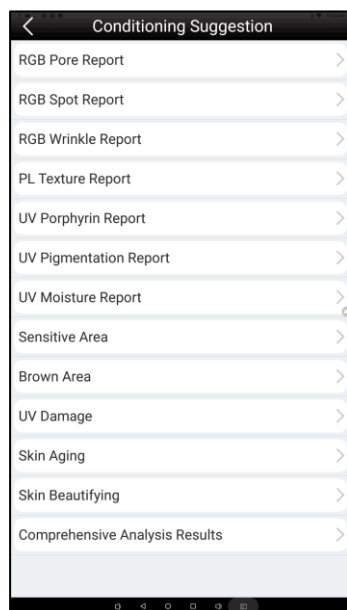 Conditioning Suggestion
RGB Pore Report
RGB Spot Report
RGB Wrinkle Report
PL Texture Report
UV Porphyrin Report
UV Pigmentation Report
UV Moisture Report
Sensitive Area
Brown Area
UV Damage
Skin Aging
Skin Beautifying
Comprehensive Analysis Results